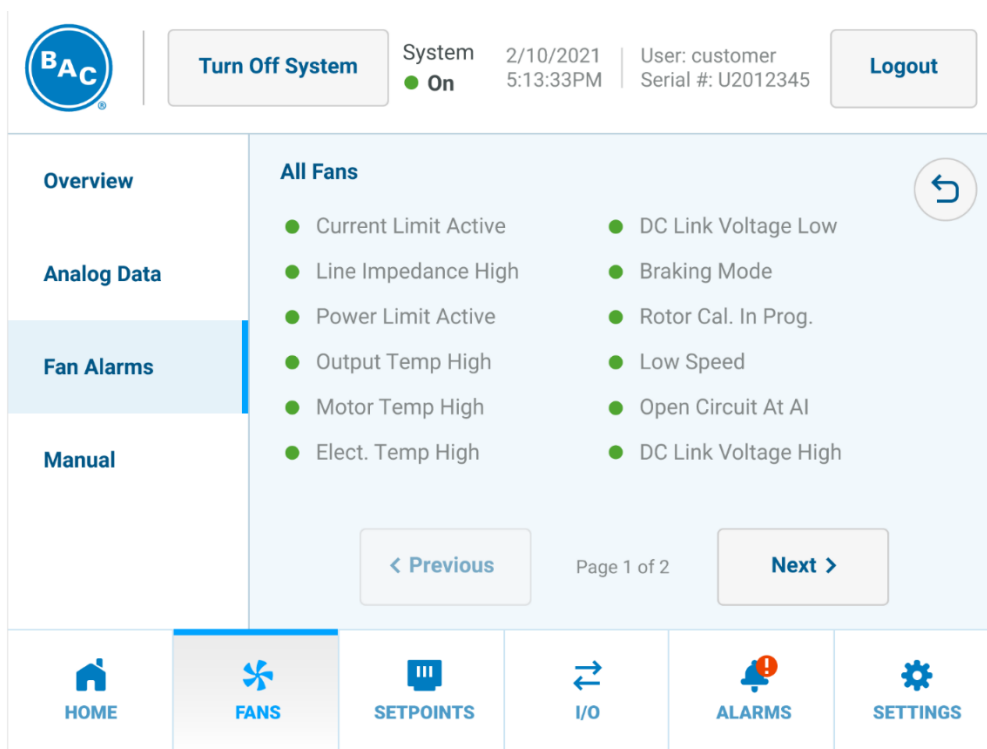 BAC
®
Turn Off System
System
On
2/10/2021
5:13:33PM
User: customer
Serial #: U2012345
Logout
Overview
Analog Data
Fan Alarms
Manual
All Fans
Current Limit Active
Line Impedance High
Power Limit Active
Output Temp High
Motor Temp High
Elect. Temp High
DC Link Voltage Low
Braking Mode
Rotor Cal. In Prog.
Low Speed
Open Circuit At AI
DC Link Voltage High
< Previous
Page 1 of 2
Next >
HOME
FANS
SETPOINTS
I/O
!
ALARMS
SETTINGS